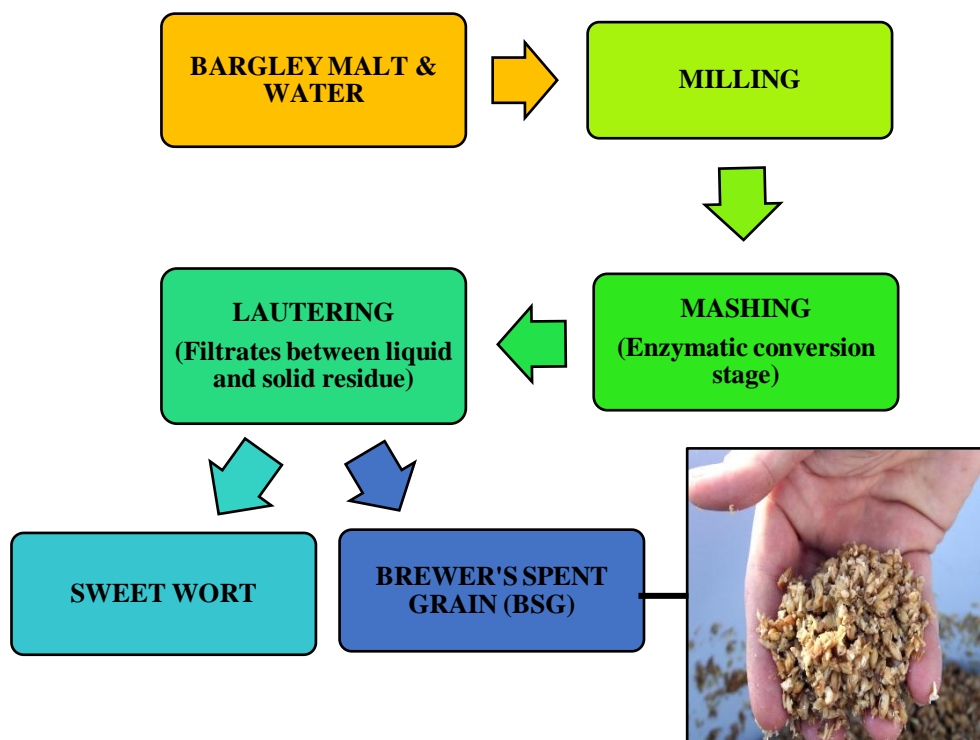 BARGLEY MALT &
WATER
MILLING
MASHING
(Enzymatic conversion
stage)
LAUTERING
(Filtrates between liquid
and solid residue)
SWEET WORT
BREWER'S SPENT
GRAIN (BSG)